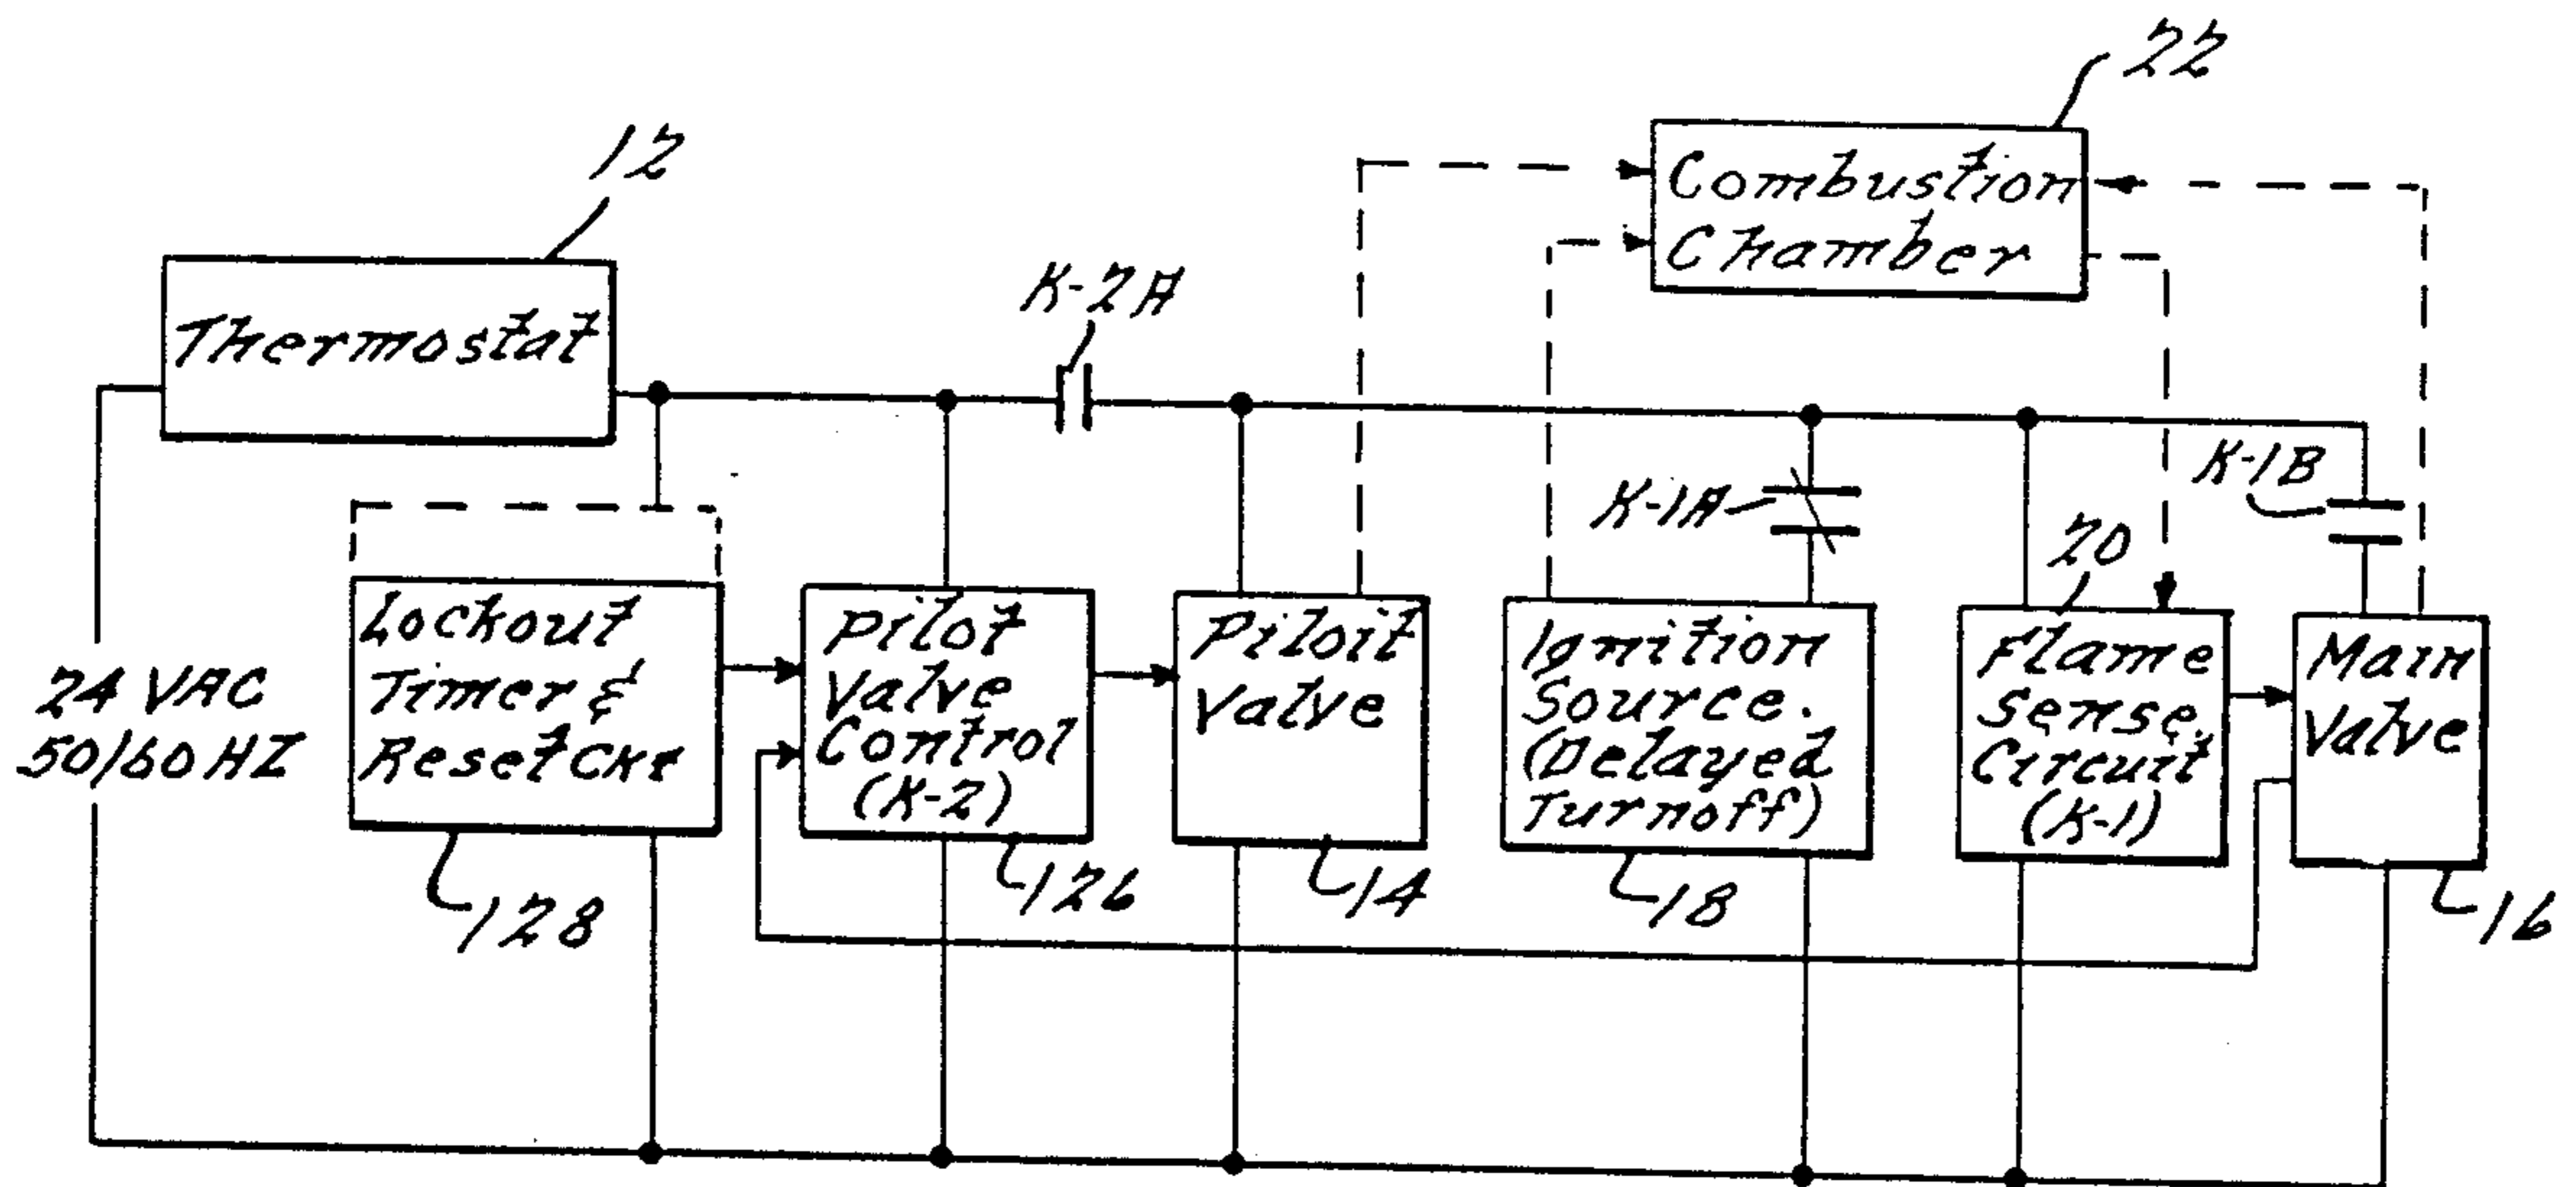 22
12
Combustion
Chamber
K-2A
Thermostat
K-1A
K-1B
20
Lockout
Timer &
Reset Ckt
Pilot
Valve
Control
(K-2)
Piloit
Valve
Ignition
Source.
(Delayed
Turnoff)
Flame
Sense.
Circuit
(K-1)
Main
Valve
24 VAC
50/60 HZ
128
126
14
18
16